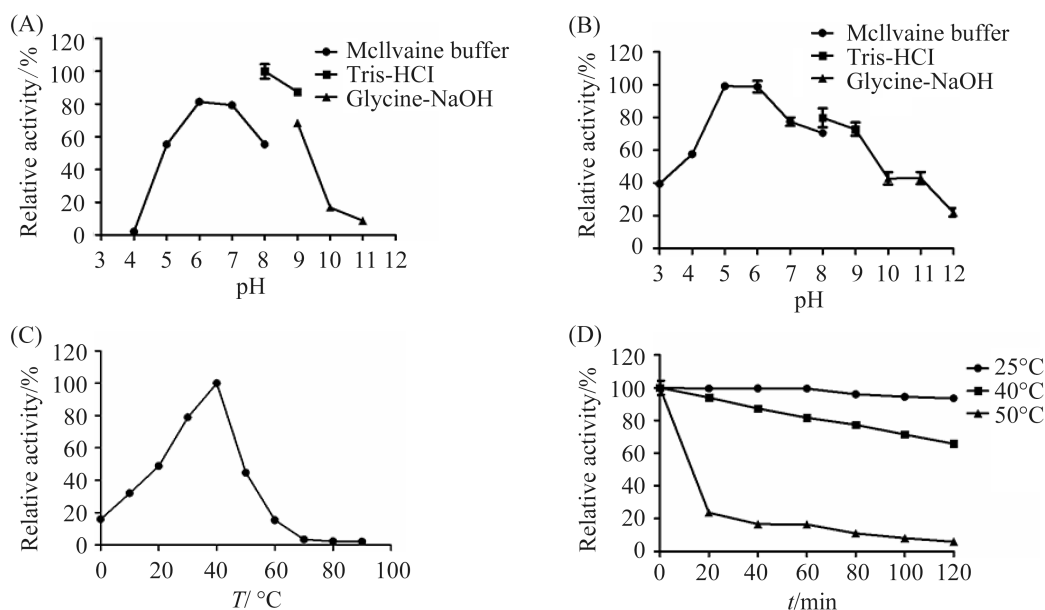 (A)
McIlvaine buffer
Tris-HCI
Glycine-NaOH
Relative activity/%
120
100
80
60
40
20
0
3 4 5 6 7 8 9 10 11 12
pH
(B)
McIlvaine buffer
Tris-HCI
Glycine-NaOH
Relative activity/%
120
100
80
60
40
20
0
3 4 5 6 7 8 9 10 11 12
pH
(C)
Relative activity/%
120
100
80
60
40
20
0
0 20 40 60 80 100
T/ °C
(D)
25°C
40°C
50°C
Relative activity/%
120
100
80
60
40
20
0
0 20 40 60 80 100 120
t/min